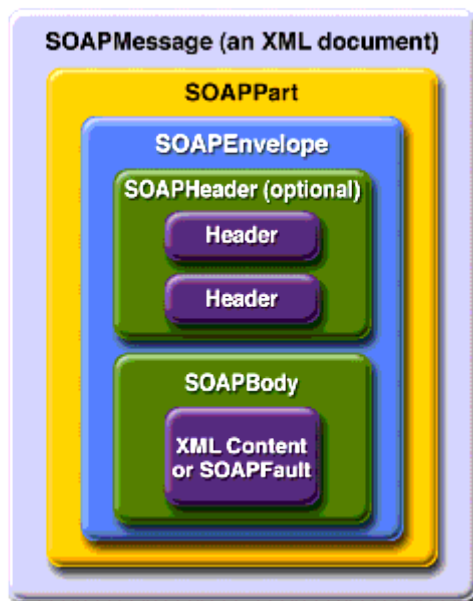 SOAPMessage (an XML document)
SOAPPart
SOAPEnvelope
SOAPHeader (optional)
Header
Header
SOAPBody
XML Content
or SOAPFault